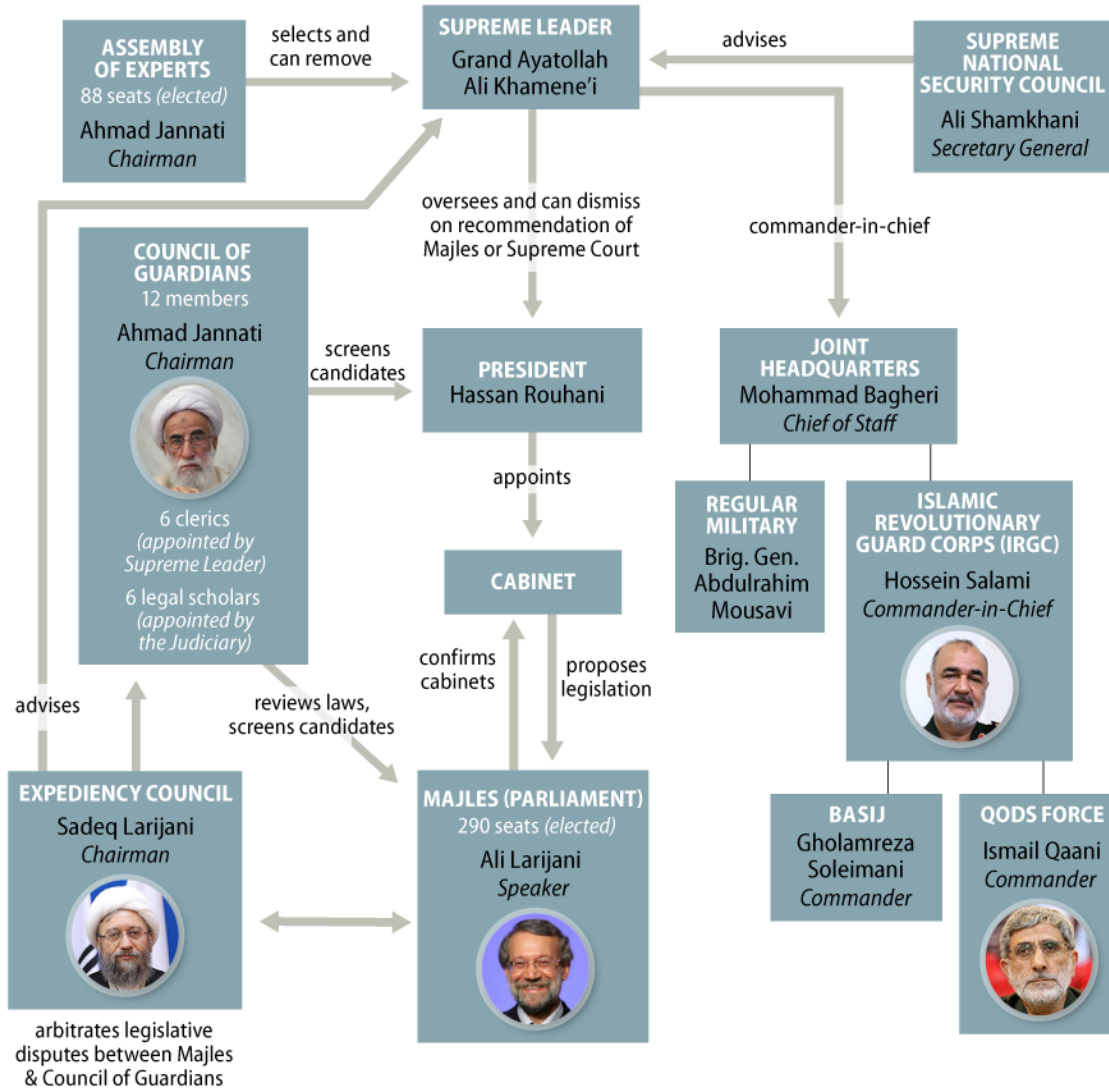 ASSEMBLY
OF EXPERTS
88 seats (elected)
Ahmad Jannati
Chairman
selects and
can remove
SUPREME LEADER
Grand Ayatollah
Ali Khamene'i
advises
SUPREME
NATIONAL
SECURITY COUNCIL
Ali Shamkhani
Secretary General
oversees and can dismiss
on recommendation of
Majles or Supreme Court
commander-in-chief
COUNCIL OF
GUARDIANS
12 members
Ahmad Jannati
Chairman
6 clerics
(appointed by
Supreme Leader)
6 legal scholars
(appointed by
the Judiciary)
screens
candidates
PRESIDENT
Hassan Rouhani
JOINT
HEADQUARTERS
Mohammad Bagheri
Chief of Staff
appoints
REGULAR
MILITARY
Brig. Gen.
Abdulrahim
Mousavi
ISLAMIC
REVOLUTIONARY
GUARD CORPS (IRGC)
Hossein Salami
Commander-in-Chief
CABINET
confirms
cabinets
proposes
legislation
advises
reviews laws,
screens candidates
EXPEDIENCY COUNCIL
Sadeq Larijani
Chairman
arbitrates legislative
disputes between Majles
& Council of Guardians
MAJLES (PARLIAMENT)
290 seats (elected)
Ali Larijani
Speaker
BASIJ
Gholamreza
Soleimani
Commander
QODS FORCE
Ismail Qaani
Commander